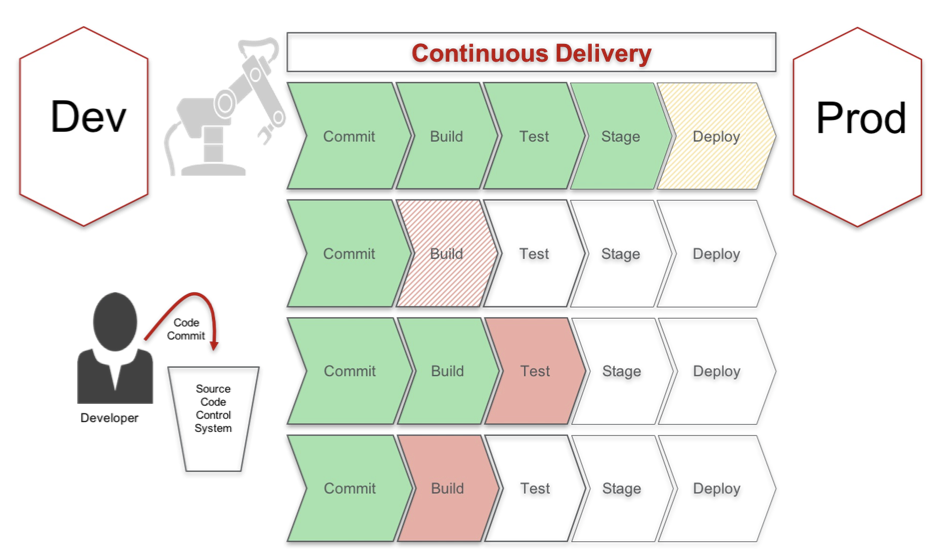 Continuous Delivery
Dev
Prod
Commit
Build
Test
Stage
Deploy
Commit
Build
Test
Stage
Deploy
Code
Commit
Developer
Source
Code
Control
System
Commit
Build
Test
Stage
Deploy
Commit
Build
Test
Stage
Deploy